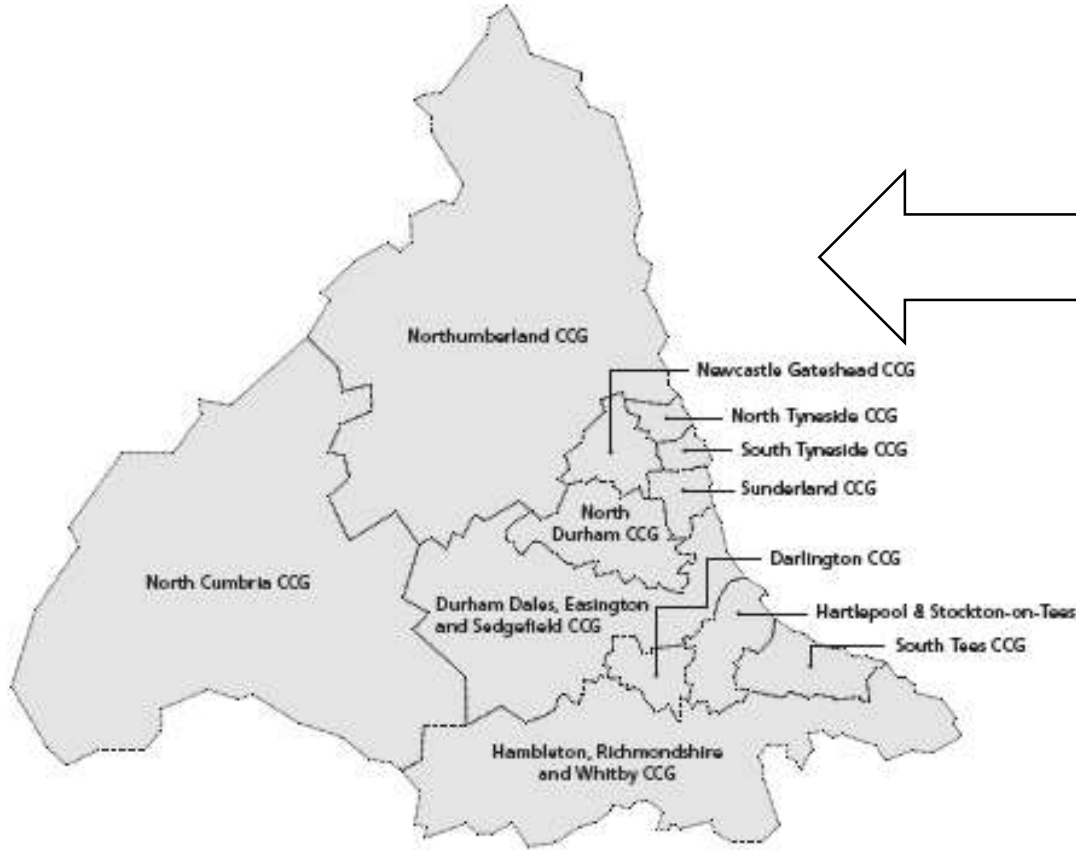 Northumberland CCG
Newcastle Gateshead CCG
North Tyneside CCG
South Tyneside CCG
Sunderland CCG
North
Durham CCG
Darlington CCG
North Cumbria CCG
Durham Dales, Easington
and Sedgefield CCG
Hartlepool & Stockton-on-Tees
South Tees CCG
Hambleton, Richmondshire
and Whitby CCG